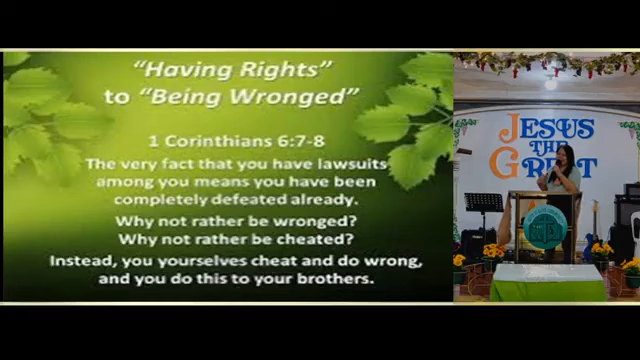 "Having Rights"
to "Being Wronged"
1 Corinthians 6:7-8
The very fact that you have lawsuits
among you means you have been
completely defeated already.
Why not rather be wronged?
Why not rather be cheated?
Instead, you yourselves cheat and do wrong,
and you do this to your brothers.
JESUS
THE
GREAT